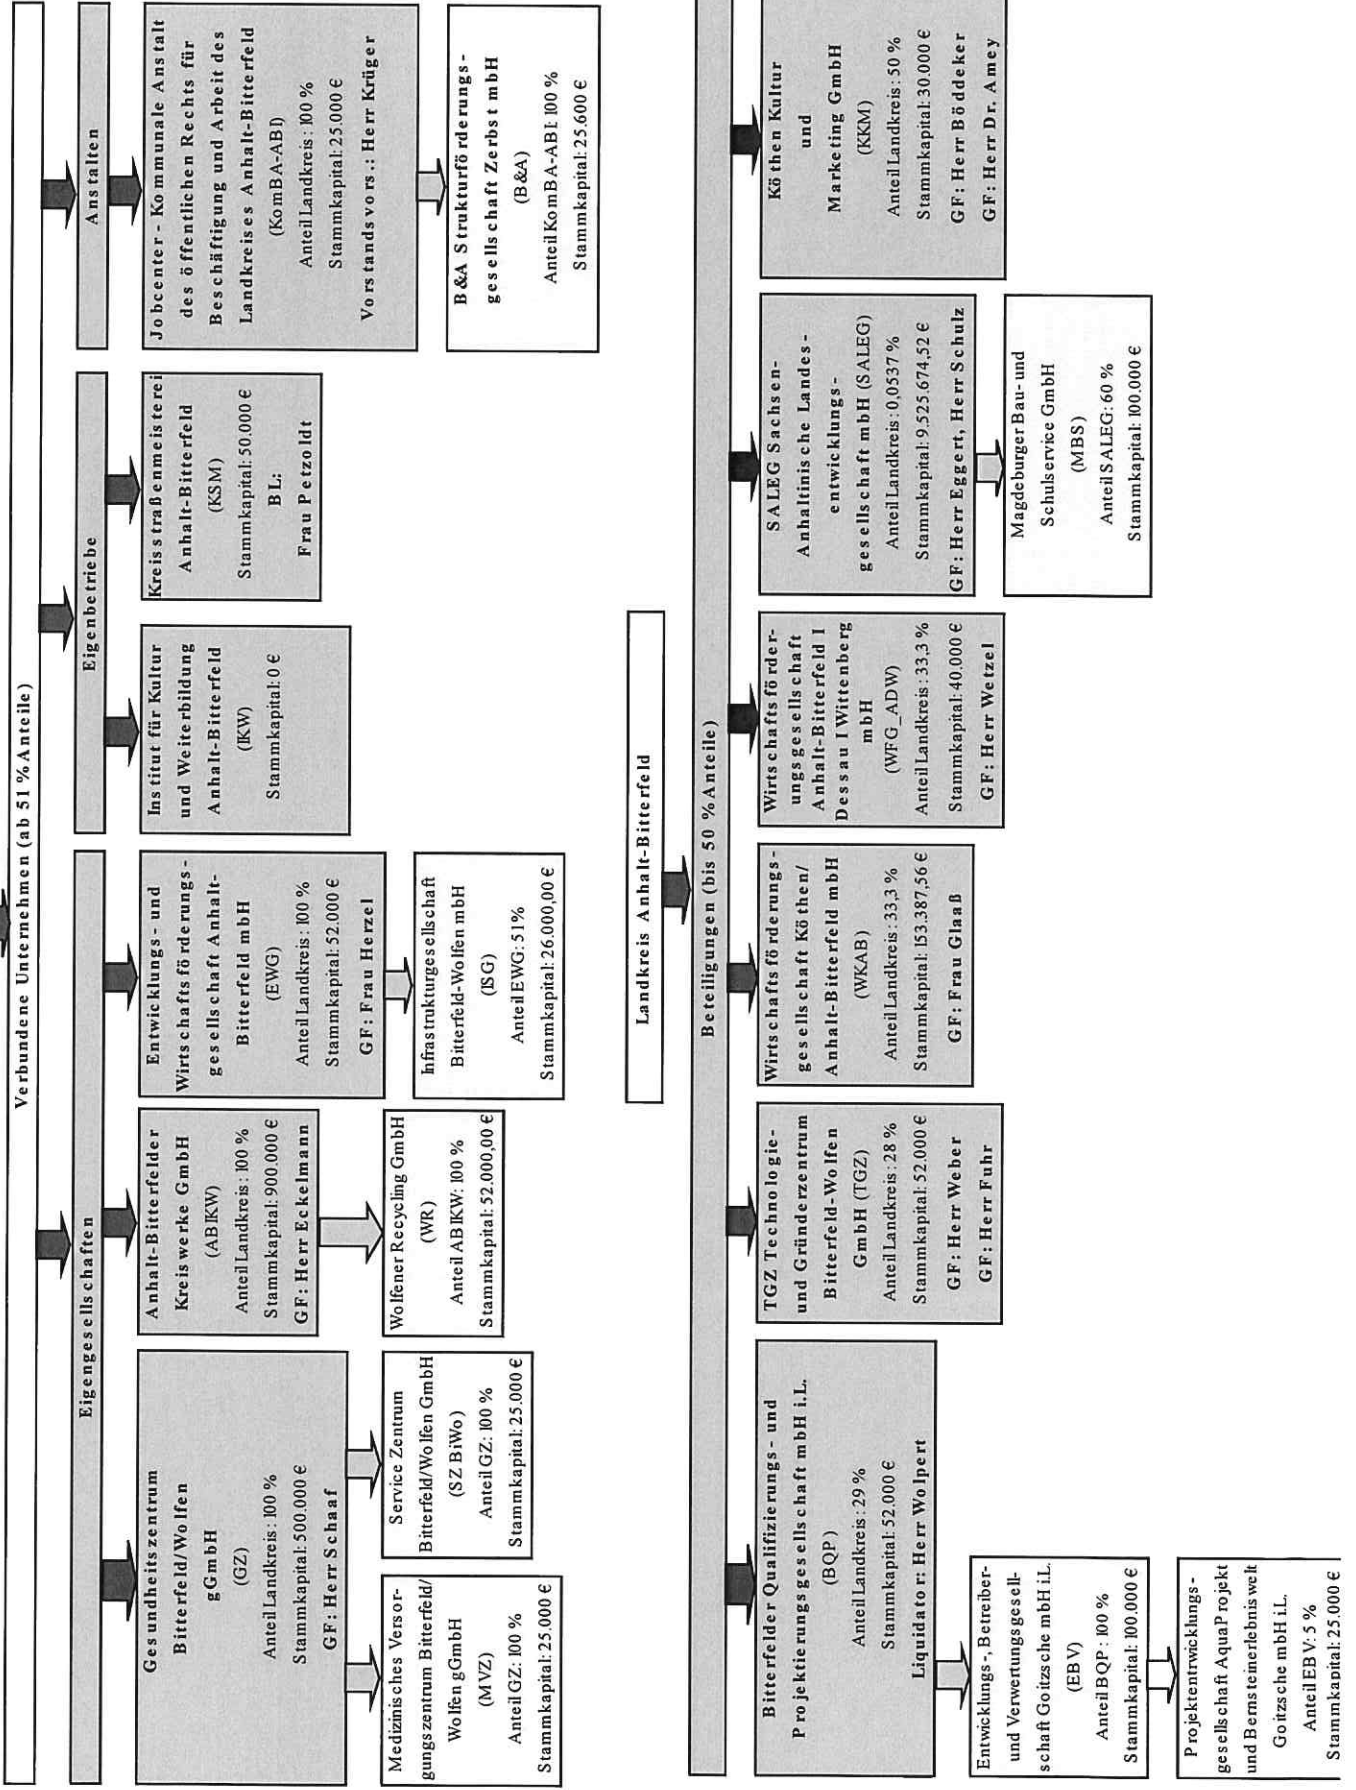 Verbundene Unternehmen (ab 51 % Anteile)
Eigengesellschaften
Eigenbetriebe
Anstalten
Gesundheitszentrum
Bitterfeld/Wolfen
gGmbH
(GZ)
Anteil Landkreis: 100 %
Stammkapital: 500.000 €
GF: Herr Schaaf
Medizinisches Versor-
gungszentrum Bitterfeld/
Wolfen gGmbH
(MVZ)
Anteil GZ: 100 %
Stammkapital: 25.000 €
Service Zentrum
Bitterfeld/Wolfen GmbH
(SZ BiWo)
Anteil GZ: 100 %
Stammkapital: 25.000 €
Anhalt-Bitterfelder
Kreiswerke GmbH
(ABIKW)
Anteil Landkreis: 100 %
Stammkapital: 900.000 €
GF: Herr Eckelmann
Wolfener Recycling GmbH
(WR)
Anteil ABIKW: 100 %
Stammkapital: 52.000,00 €
Entwicklungs- und
Wirtschaftsförderungs-
gesellschaft Anhalt-
Bitterfeld mbH
(EWG)
Anteil Landkreis: 100 %
Stammkapital: 52.000 €
GF: Frau Herzel
Infrastrukturgesellschaft
Bitterfeld-Wolfen mbH
(ISG)
Anteil EWG: 51%
Stammkapital: 26.000,00 €
Institut für Kultur
und Weiterbildung
Anhalt-Bitterfeld
(IKW)
Stammkapital: 0 €
Kreisstraßenmeisterei
Anhalt-Bitterfeld
(KSM)
Stammkapital: 50.000 €
BL:
Frau Petzoldt
Jobcenter - Kommunale Anstalt
des öffentlichen Rechts für
Beschäftigung und Arbeit des
Landkreises Anhalt-Bitterfeld
(KomBA-ABI)
Anteil Landkreis: 100 %
Stammkapital: 25.000 €
Vorstandsvors.: Herr Krüger
B&A Strukturförderungs-
gesellschaft Zerbst mbH
(B&A)
Anteil KomBA-ABI: 100 %
Stammkapital: 25.600 €
Landkreis Anhalt-Bitterfeld
Beteiligungen (bis 50 % Anteile)
Bitterfelder Qualifizierungs- und
Projektierungsgesellschaft mbH i.L.
(BQP)
Anteil Landkreis: 29 %
Stammkapital: 52.000 €
Liquidator: Herr Wolpert
Entwicklungs-, Betreiber-
und Verwertungsgesell-
schaft Goitzsche mbH i.L.
(EBV)
Anteil BQP: 100 %
Stammkapital: 100.000 €
Projektentrwicklungs-
gesellschaft AquaProjekt
und Bernsteinerlebniswelt
Goitzsche mbH i.L.
Anteil EBV: 5 %
Stammkapital: 25.000 €
TGZ Technologie-
und Gründerzentrum
Bitterfeld-Wolfen
GmbH (TGZ)
Anteil Landkreis: 28 %
Stammkapital: 52.000 €
GF: Herr Weber
GF: Herr Fuhr
Wirtschaftsförderungs-
gesellschaft Köthen/
Anhalt-Bitterfeld mbH
(WKAB)
Anteil Landkreis: 33,3 %
Stammkapital: 153.387,56 €
GF: Frau Glaaß
Wirtschaftsförder-
ungsgesellschaft
Anhalt-Bitterfeld I
Dessau I Wittenberg
mbH
(WFG_ADW)
Anteil Landkreis: 33,3 %
Stammkapital: 40.000 €
GF: Herr Wetzel
SALEG Sachsen-
Anhaltinische Landes-
entwicklungs-
gesellschaft mbH (SALEG)
Anteil Landkreis: 0,0537 %
Stammkapital: 9.525.674,52 €
GF: Herr Eggert, Herr Schulz
Magdeburger Bau- und
Schulservice GmbH
(MBS)
Anteil SALEG: 60 %
Stammkapital: 100.000 €
Köthen Kultur
und
Marketing GmbH
(KKM)
Anteil Landkreis: 50 %
Stammkapital: 30.000 €
GF: Herr Böddeker
GF: Herr Dr. Amey